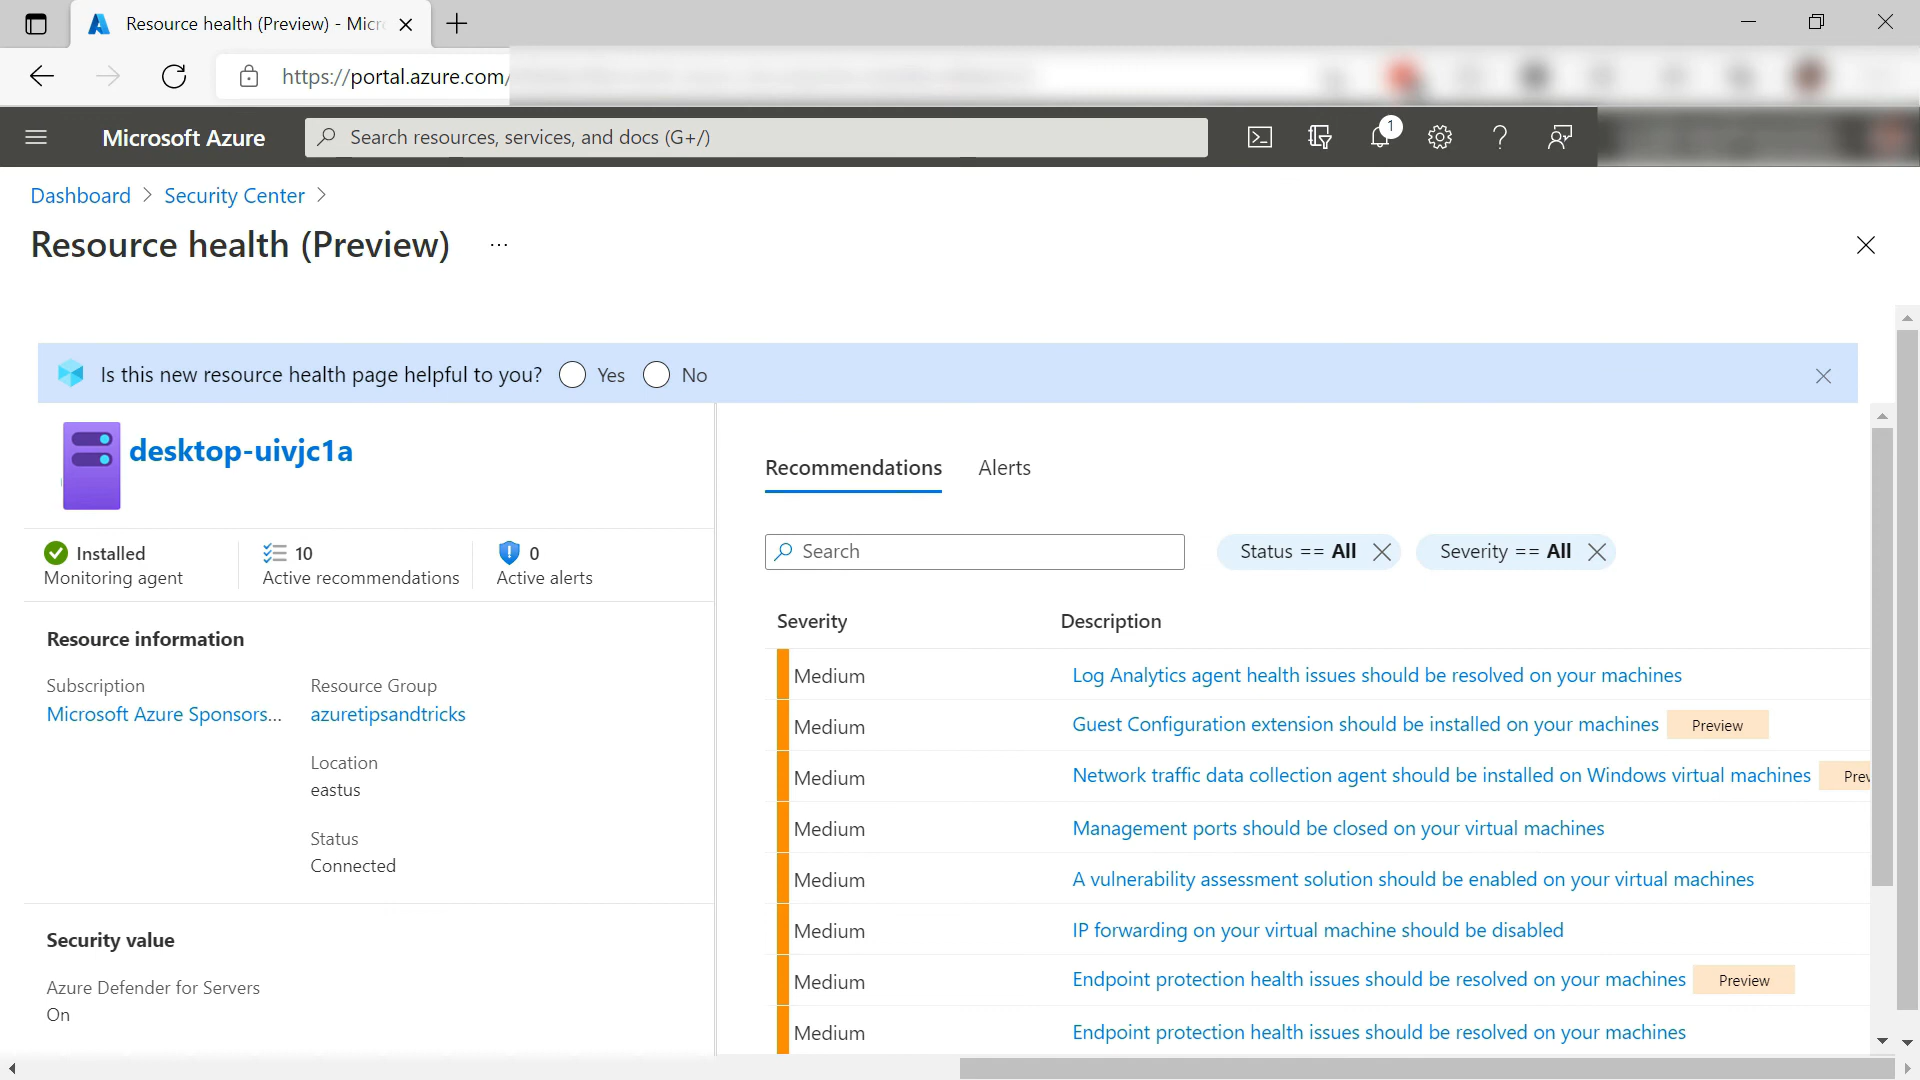 Resource health (Preview) - Micr
https://portal.azure.com/
Microsoft Azure
Search resources, services, and docs (G+/)
1
Dashboard > Security Center >
Resource health (Preview) ...
Is this new resource health page helpful to you? Yes No
desktop-uivjc1a
Installed
Monitoring agent
10
Active recommendations
0
Active alerts
Resource information
Subscription
Microsoft Azure Sponsors...
Resource Group
azuretipsandtricks
Location
eastus
Status
Connected
Security value
Azure Defender for Servers
On
Recommendations Alerts
Search
Status == All
Severity == All
Severity Description
Medium Log Analytics agent health issues should be resolved on your machines
Medium Guest Configuration extension should be installed on your machines Preview
Medium Network traffic data collection agent should be installed on Windows virtual machines Prev
Medium Management ports should be closed on your virtual machines
Medium A vulnerability assessment solution should be enabled on your virtual machines
Medium IP forwarding on your virtual machine should be disabled
Medium Endpoint protection health issues should be resolved on your machines Preview
Medium Endpoint protection health issues should be resolved on your machines